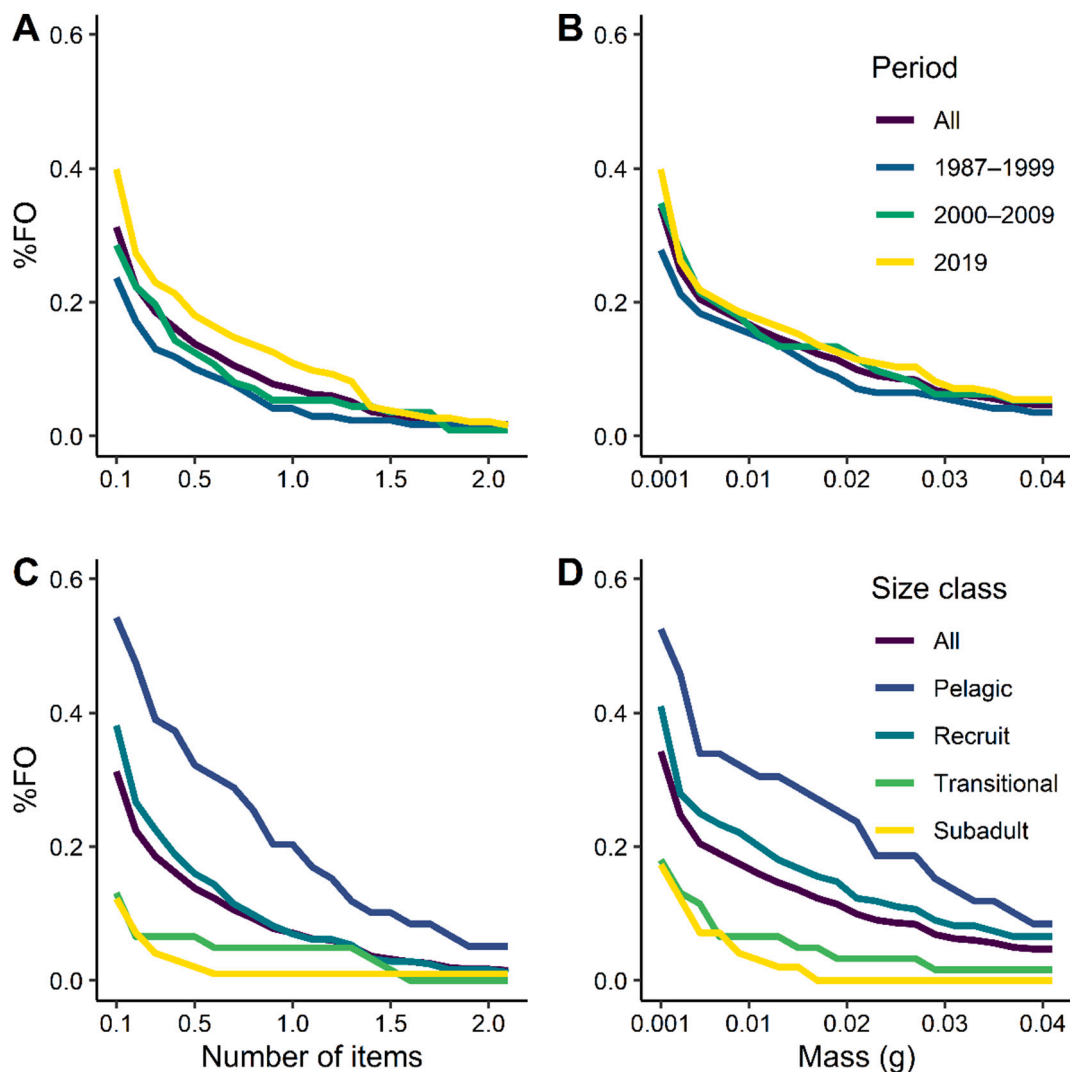 A
%FO
0.6
0.4
0.2
0.0
0.1
0.5
1.0
1.5
2.0
B
0.6
0.4
0.2
0.0
0.001
0.01
0.02
0.03
0.04
Period
All
1987–1999
2000–2009
2019
C
%FO
0.6
0.4
0.2
0.0
0.1
0.5
1.0
1.5
2.0
Number of items
D
0.6
0.4
0.2
0.0
0.001
0.01
0.02
0.03
0.04
Mass (g)
Size class
All
Pelagic
Recruit
Transitional
Subadult